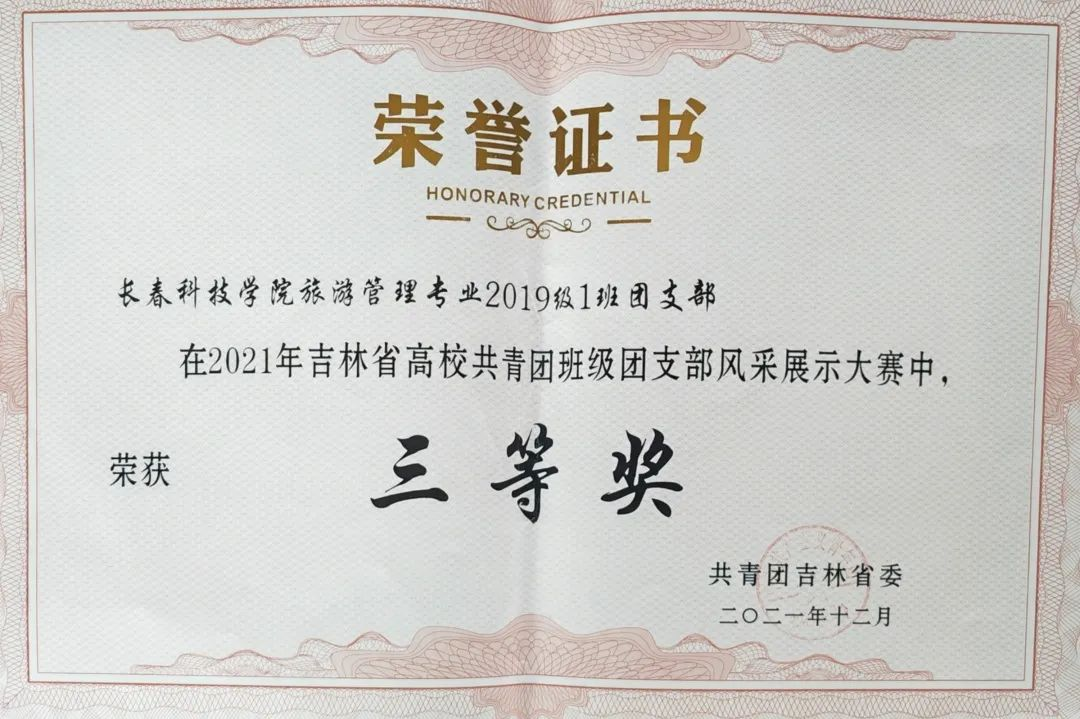 荣誉证书
HONORARY CREDENTIAL
长春科技学院旅游管理专业2019级1班团支部
在2021年吉林省高校共青团班级团支部风采展示大赛中，
荣获 三等奖
共青团吉林省委
二〇二一年十二月